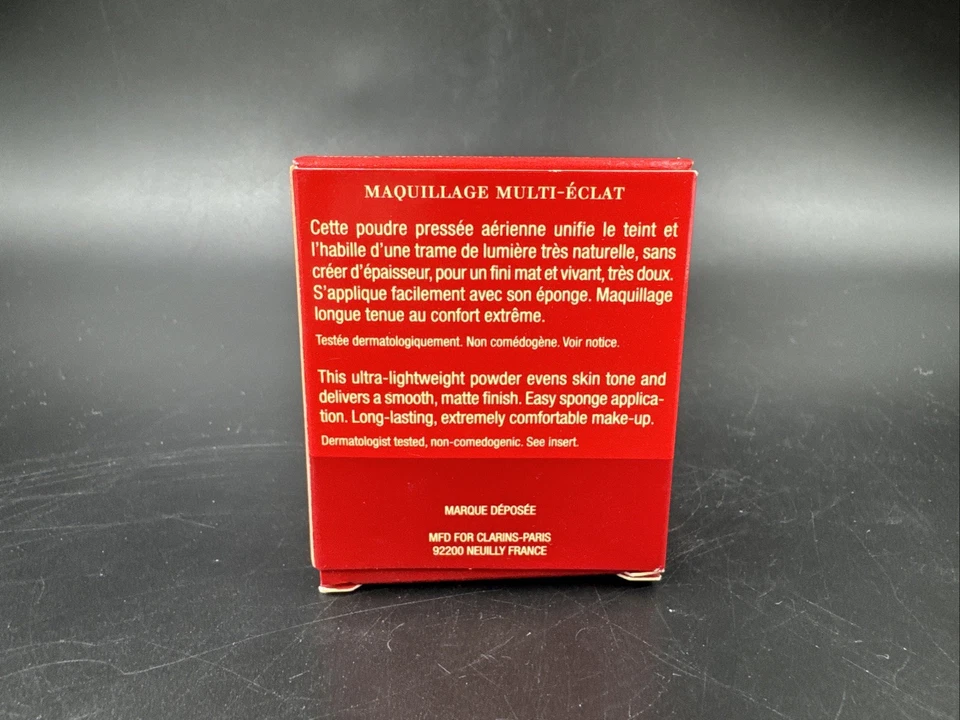 MAQUILLAGE MULTI-ÉCLAT
Cette poudre pressée aérienne unifie le teint et
l'habille d'une trame de lumière très naturelle, sans
créer d'épaisseur, pour un fini mat et vivant, très doux.
S'applique facilement avec son éponge. Maquillage
longue tenue au confort extrême.
Testée dermatologiquement. Non comédogène. Voir notice.
This ultra-lightweight powder evens skin tone and
delivers a smooth, matte finish. Easy sponge applica-
tion. Long-lasting, extremely comfortable make-up.
Dermatologist tested, non-comedogenic. See insert.
MARQUE DÉPOSÉE
MFD FOR CLARINS-PARIS
92200 NEUILLY FRANCE